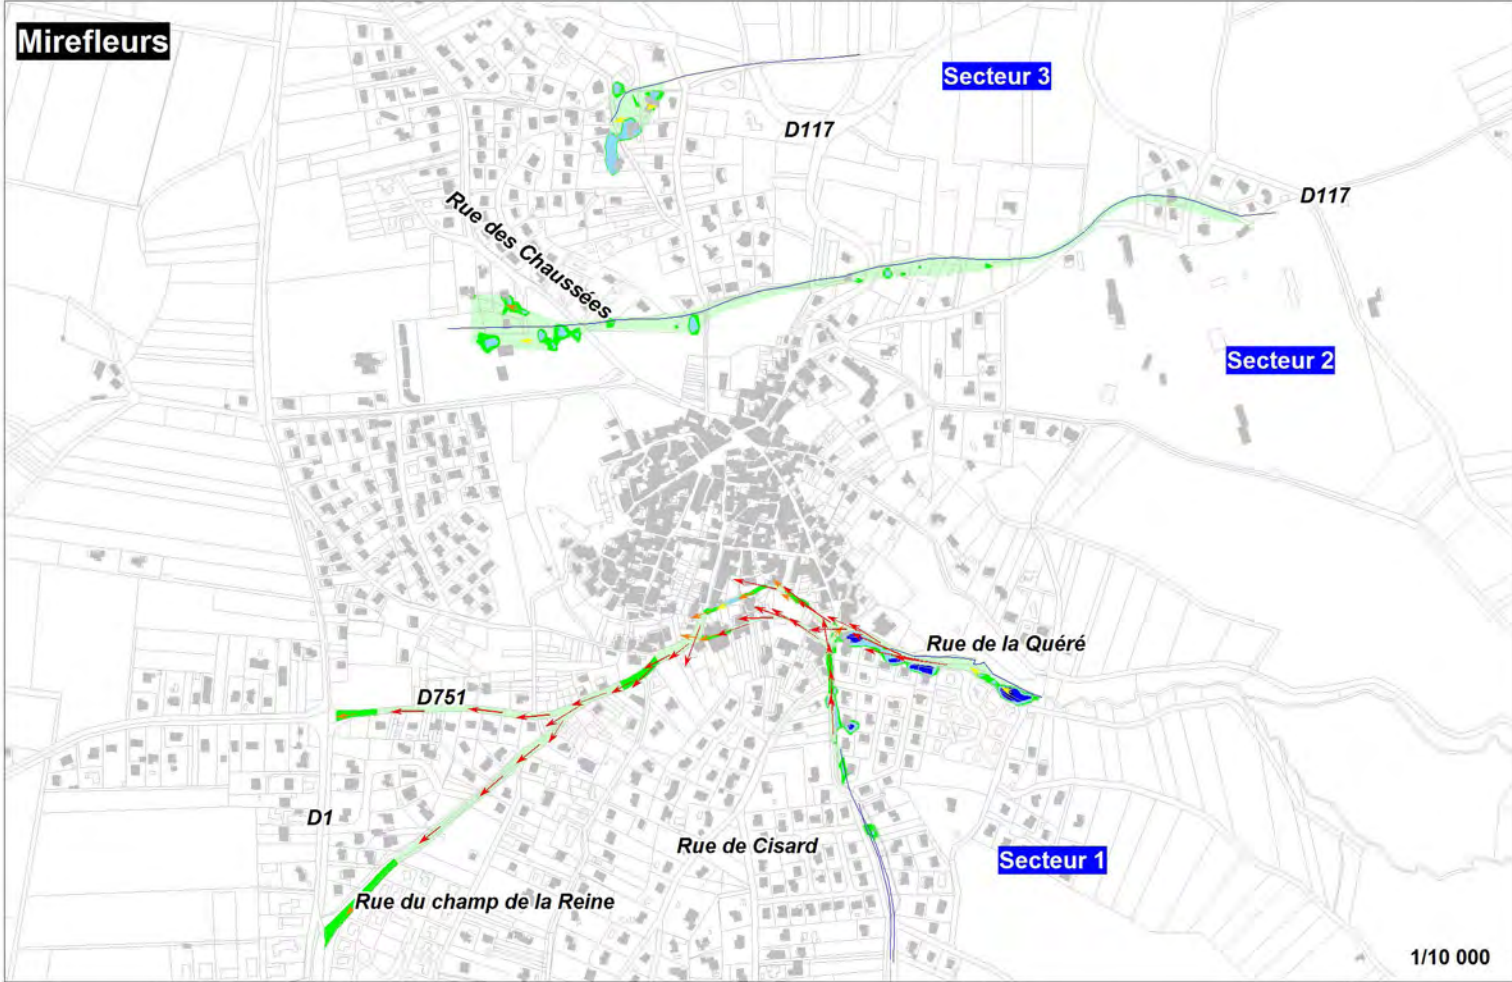 Mirefleurs
Secteur 3
D117
Rue des Chaussées
D117
Secteur 2
Rue de la Quéré
D751
D1
Rue de Cisard
Secteur 1
Rue du champ de la Reine
1/10 000